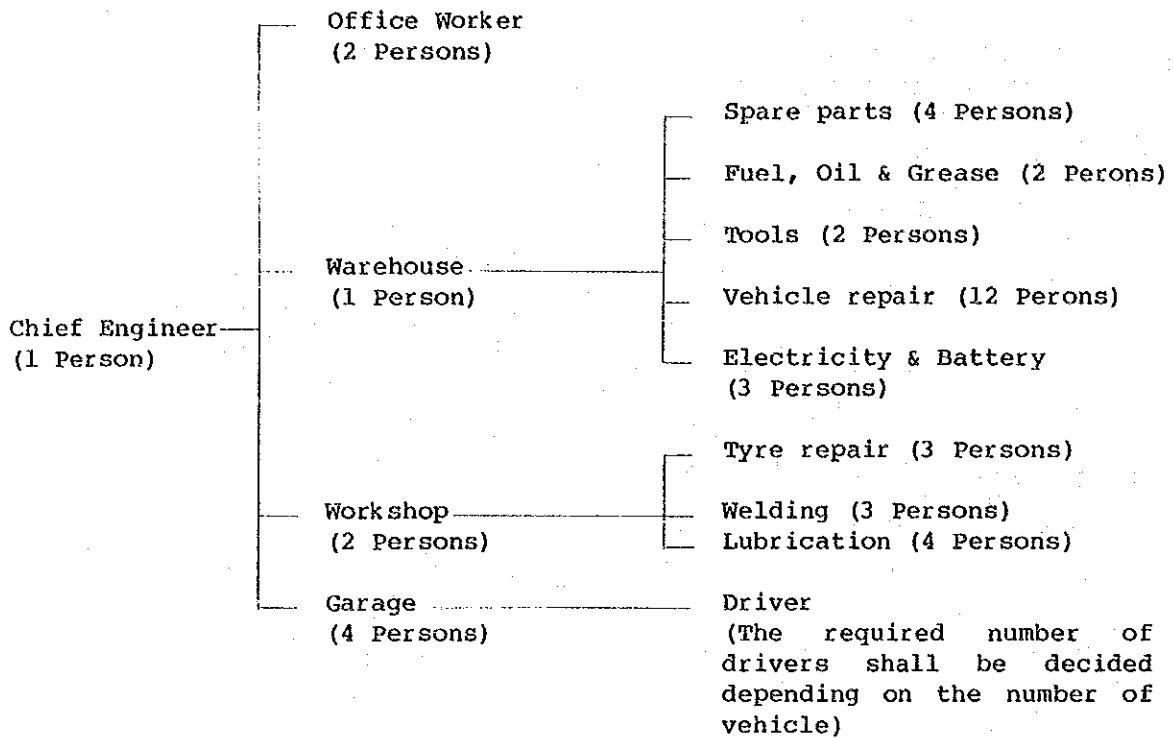 Office Worker
(2 Persons)
Spare parts (4 Persons)
Fuel, Oil & Grease (2 Perons)
Tools (2 Persons)
Warehouse
(1 Person)
Vehicle repair (12 Perons)
Chief Engineer
(1 Person)
Electricity & Battery
(3 Persons)
Tyre repair (3 Persons)
Workshop
(2 Persons)
Welding (3 Persons)
Lubrication (4 Persons)
Garage
(4 Persons)
Driver
(The required number of
drivers shall be decided
depending on the number of
vehicle)